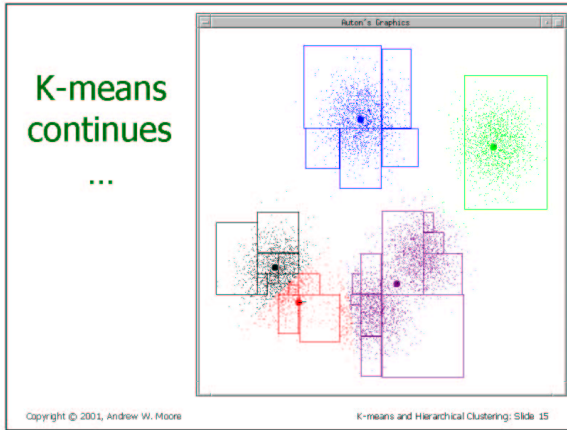 Auton's Graphics
K-means
continues
...
Copyright © 2001, Andrew W. Moore
K-means and Hierarchical Clustering: Slide 15